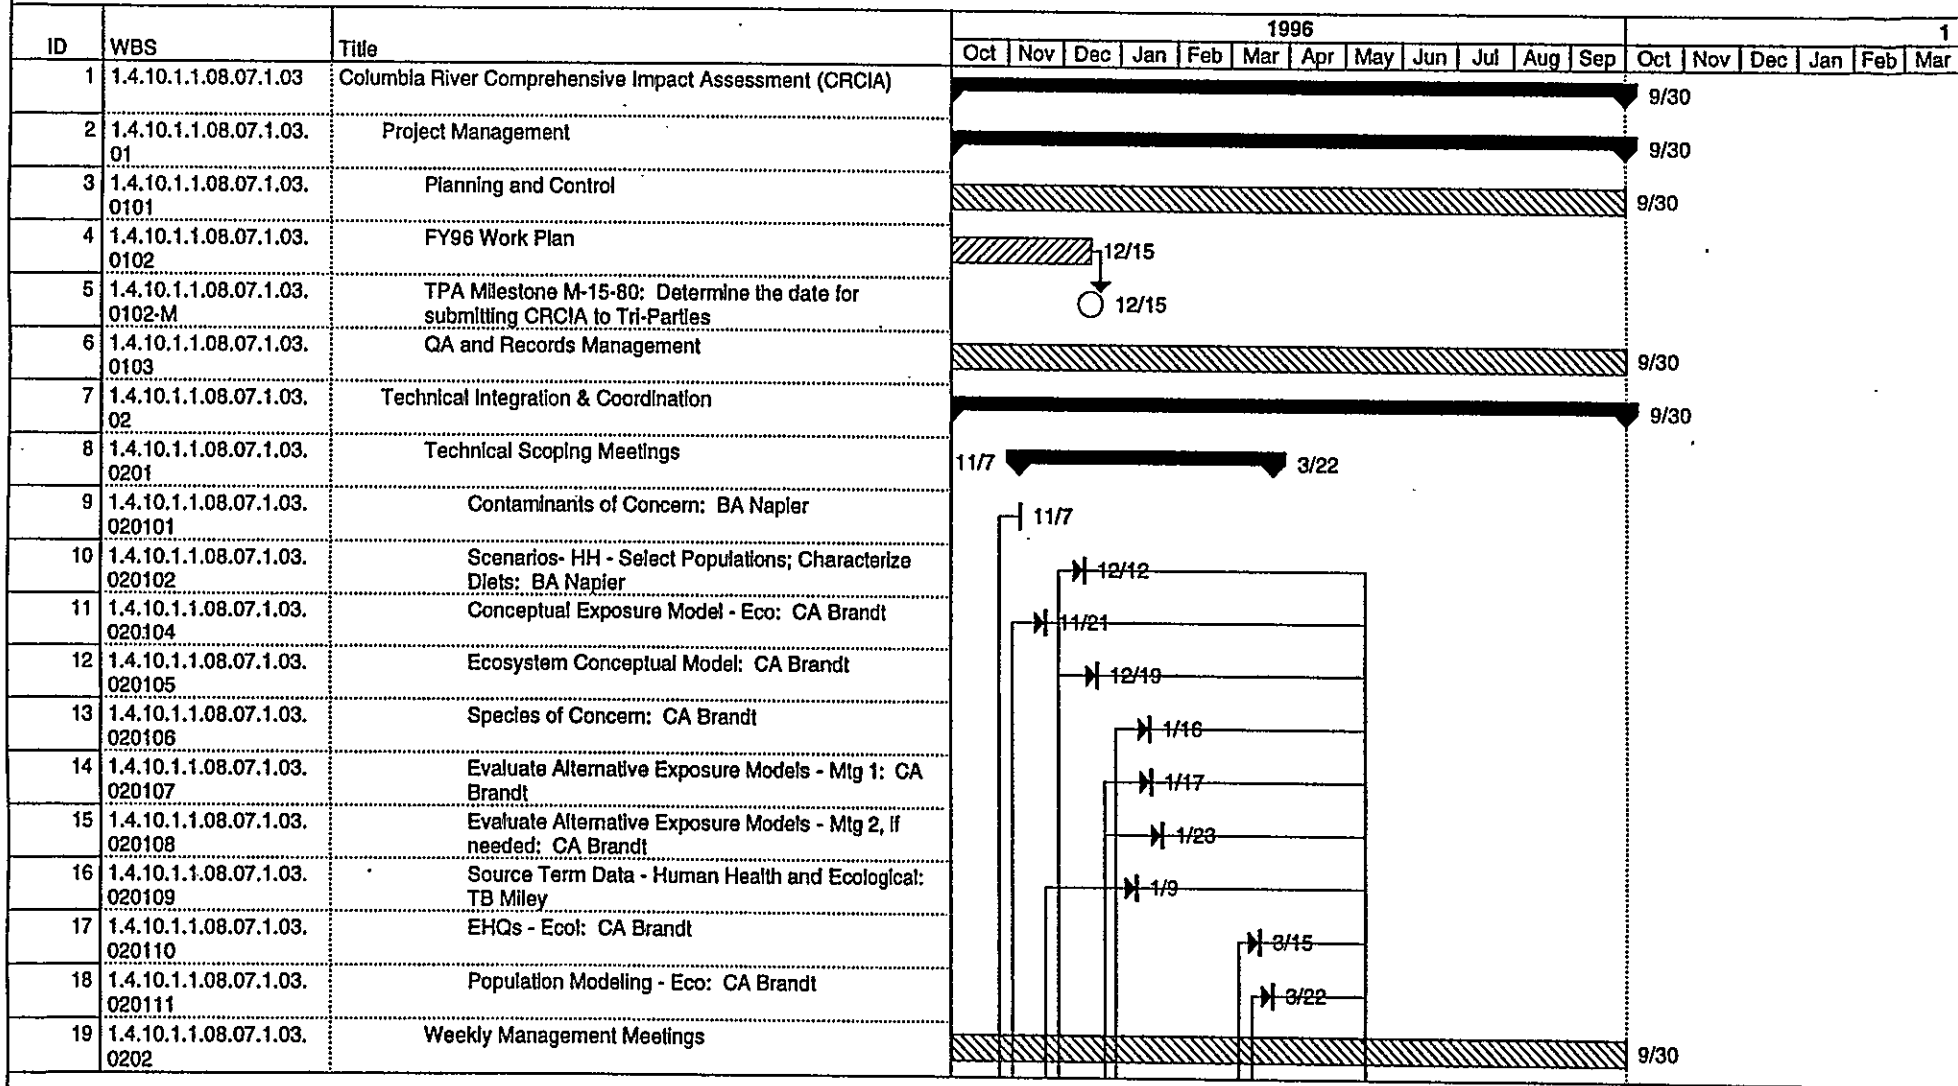 1996
1
ID WBS Title Oct Nov Dec Jan Feb Mar Apr May Jun Jul Aug Sep Oct Nov Dec Jan Feb Mar
1 1.4.10.1.1.08.07.1.03 Columbia River Comprehensive Impact Assessment (CRCIA) 9/30
2 1.4.10.1.1.08.07.1.03. Project Management 9/30
01
3 1.4.10.1.1.08.07.1.03. Planning and Control 9/30
0101
4 1.4.10.1.1.08.07.1.03. FY96 Work Plan 12/15
0102
5 1.4.10.1.1.08.07.1.03. TPA Milestone M-15-80: Determine the date for 12/15
0102-M submitting CRCIA to Tri-Parties
6 1.4.10.1.1.08.07.1.03. QA and Records Management 9/30
0103
7 1.4.10.1.1.08.07.1.03. Technical Integration & Coordination 9/30
02
8 1.4.10.1.1.08.07.1.03. Technical Scoping Meetings 11/7 3/22
0201
9 1.4.10.1.1.08.07.1.03. Contaminants of Concern: BA Napier 11/7
020101
10 1.4.10.1.1.08.07.1.03. Scenarios- HH - Select Populations; Characterize 12/12
020102 Diets: BA Napier
11 1.4.10.1.1.08.07.1.03. Conceptual Exposure Model - Eco: CA Brandt 11/21
020104
12 1.4.10.1.1.08.07.1.03. Ecosystem Conceptual Model: CA Brandt 12/19
020105
13 1.4.10.1.1.08.07.1.03. Species of Concern: CA Brandt 1/16
020106
14 1.4.10.1.1.08.07.1.03. Evaluate Alternative Exposure Models - Mtg 1: CA 1/17
020107 Brandt
15 1.4.10.1.1.08.07.1.03. Evaluate Alternative Exposure Models - Mtg 2, if 1/23
020108 needed: CA Brandt
16 1.4.10.1.1.08.07.1.03. Source Term Data - Human Health and Ecological: 1/9
020109 TB Miley
17 1.4.10.1.1.08.07.1.03. EHQs - Ecol: CA Brandt 3/15
020110
18 1.4.10.1.1.08.07.1.03. Population Modeling - Eco: CA Brandt 3/22
020111
19 1.4.10.1.1.08.07.1.03. Weekly Management Meetings 9/30
0202